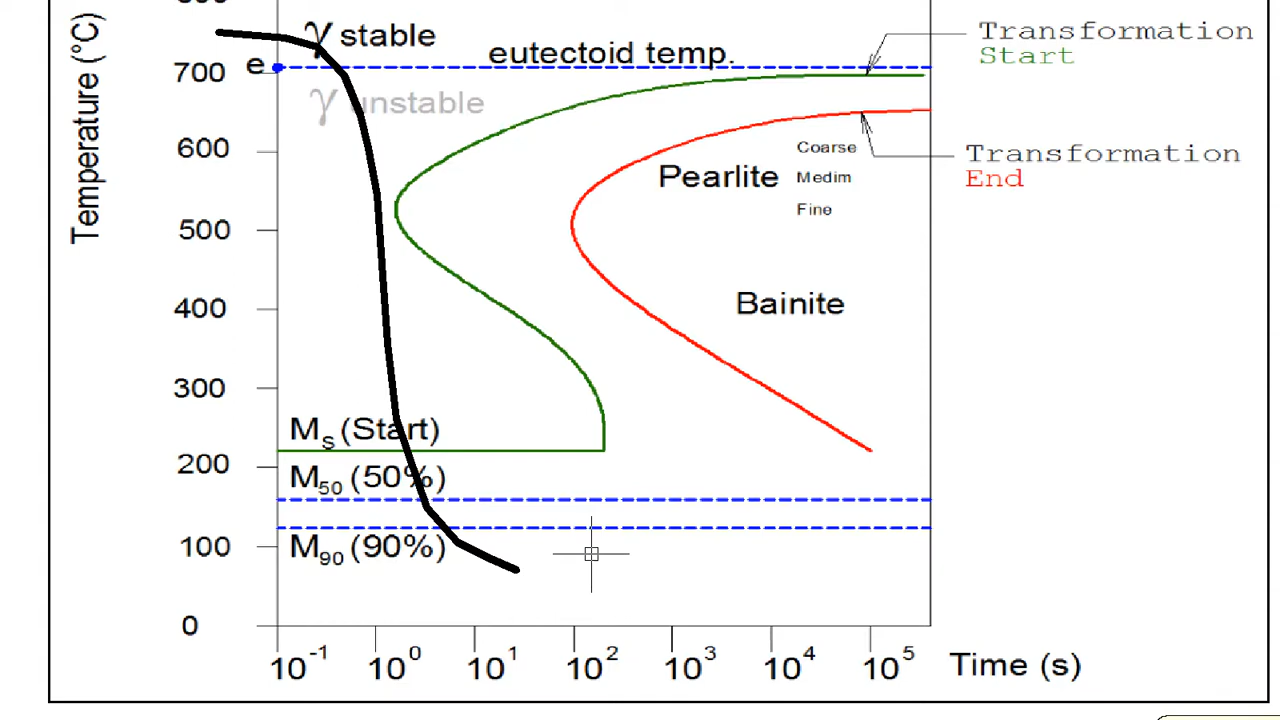 Temperature (°C)
γ stable
eutectoid temp.
e
700
γ unstable
600
500
400
300
200
100
0
Transformation
Start
Transformation
End
Pearlite
Coarse
Medim
Fine
Bainite
Ms (Start)
M50 (50%)
M90 (90%)
10-1
100
101
102
103
104
105
Time (s)